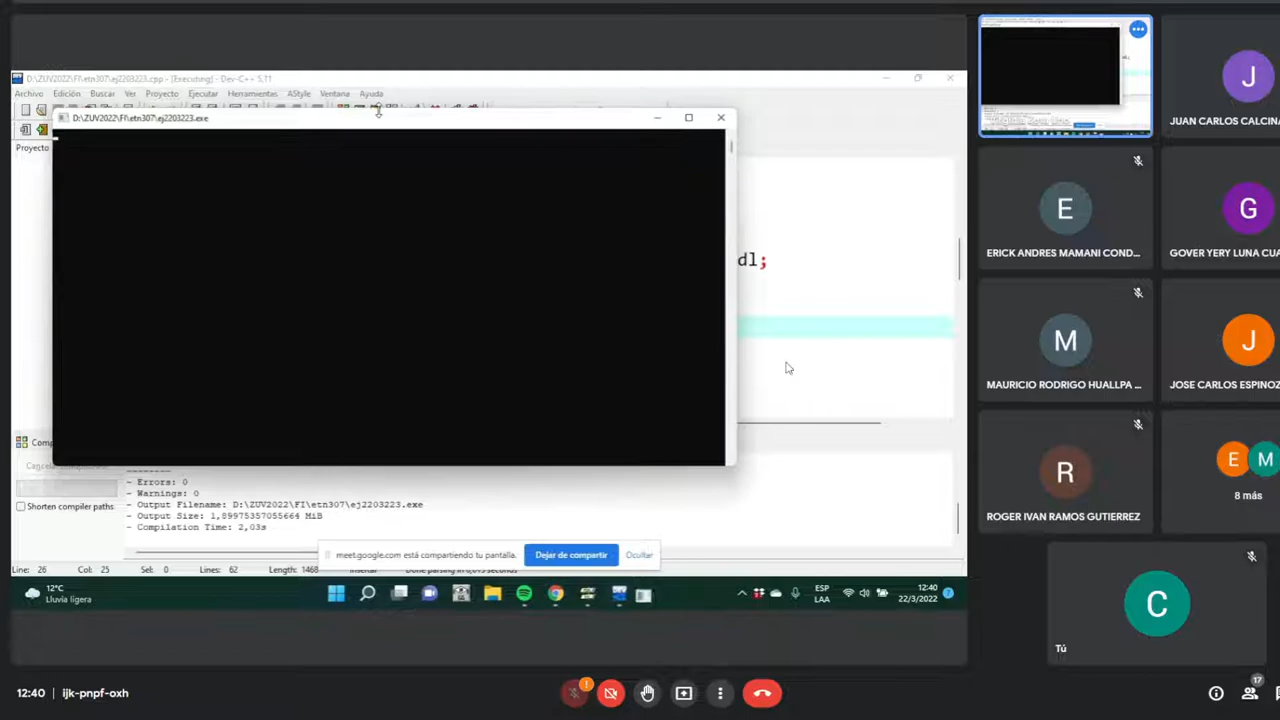 D:\ZUV2022\FI\etn307\ej2203223.cpp - [Executing] - Dev-C++ 5.11
Archivo Edición Buscar Ver Proyecto Ejecutar Herramientas AStyle Ventana Ayuda
D:\ZUV2022\FI\etn307\ej2203223.exe
Proyecto
dl;
- Errors: 0
- Warnings: 0
- Output Filename: D:\ZUV2022\FI\etn307\ej2203223.exe
- Output Size: 1,89975357055664 MiB
- Compilation Time: 2,03s
Shorten compiler paths
meet.google.com está compartiendo tu pantalla.
Dejar de compartir
Ocultar
Line: 26 Col: 25 Sel: 0 Lines: 62 Length: 1468
12°C
Lluvia ligera
ESP
LAA
12:40
22/3/2022
J
JUAN CARLOS CALCINA
E
ERICK ANDRES MAMANI COND...
G
GOVER YERY LUNA CUA
M
MAURICIO RODRIGO HUALLPA ...
J
JOSE CARLOS ESPINOZ
R
ROGER IVAN RAMOS GUTIERREZ
E M
8 más
C
Tú
12:40 ijk-pnpf-oxh
17